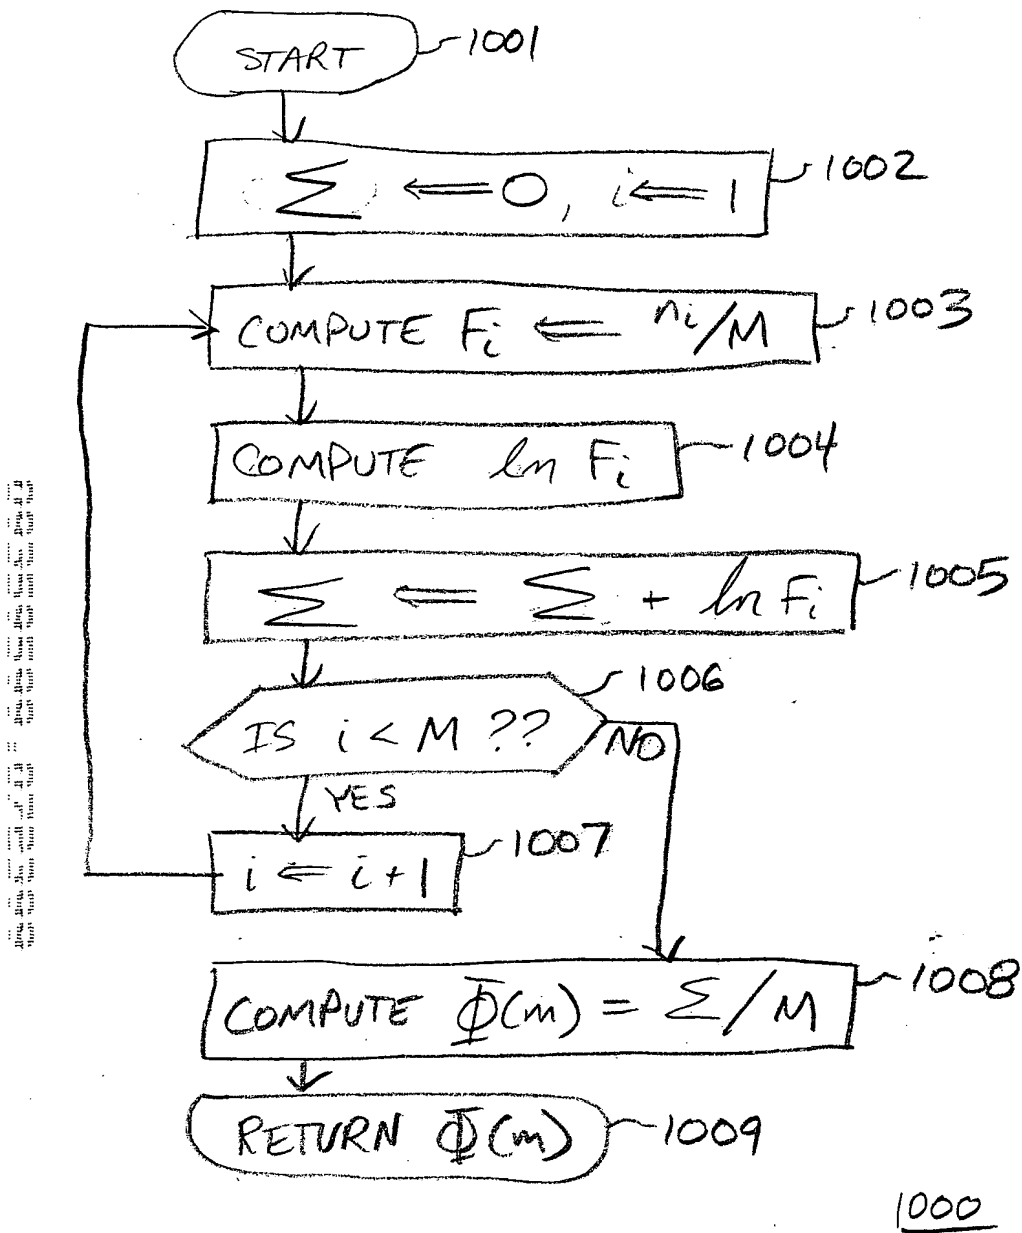 START 1001
Σ ⇐ 0, i ⇐ 1 1002
COMPUTE Fi ⇐ ni/M 1003
COMPUTE ln Fi 1004
Σ ⇐ Σ + ln Fi 1005
IS i < M ?? 1006
NO
YES
i ⇐ i + 1 1007
COMPUTE Φ(m) = Σ/M 1008
RETURN Φ(m) 1009
1000